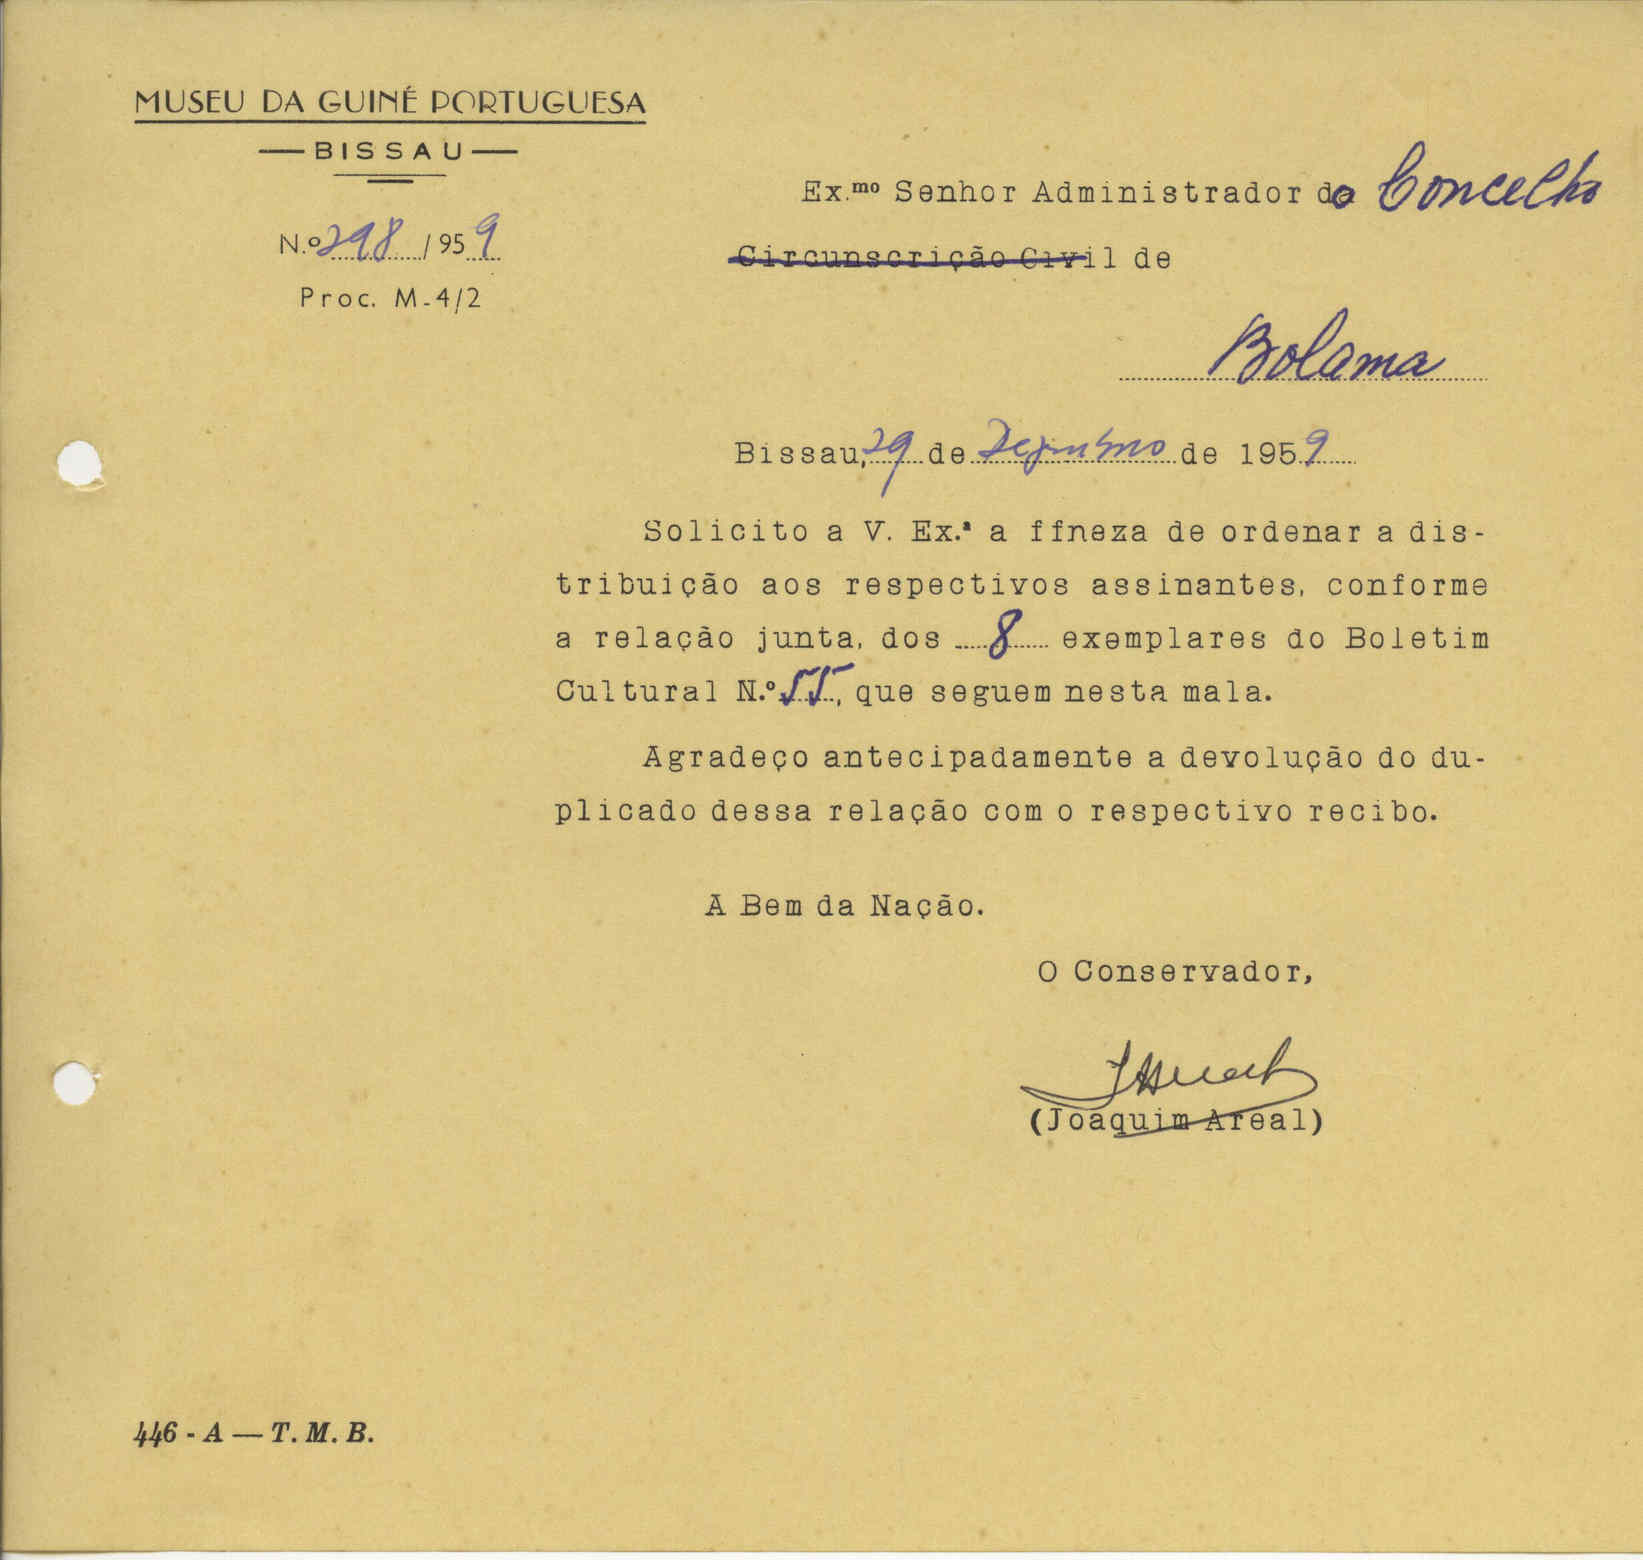 MUSEU DA GUINÉ PORTUGUESA
— BISSAU —
N.º 298 / 959
Proc. M-4/2
Ex.mo Senhor Administrador do Concelho
Circunscrição Civil de
Bolama
Bissau, 29 de Dezembro de 1959
Solicito a V. Ex.ª a ffneza de ordenar a dis-
tribuição aos respectivos assinantes, conforme
a relação junta, dos 8 exemplares do Boletim
Cultural N.º 55, que seguem nesta mala.
Agradeço antecipadamente a devolução do du-
plicado dessa relação com o respectivo recibo.
A Bem da Nação.
O Conservador,
(Joaquim Areal)
446 - A — T. M. B.